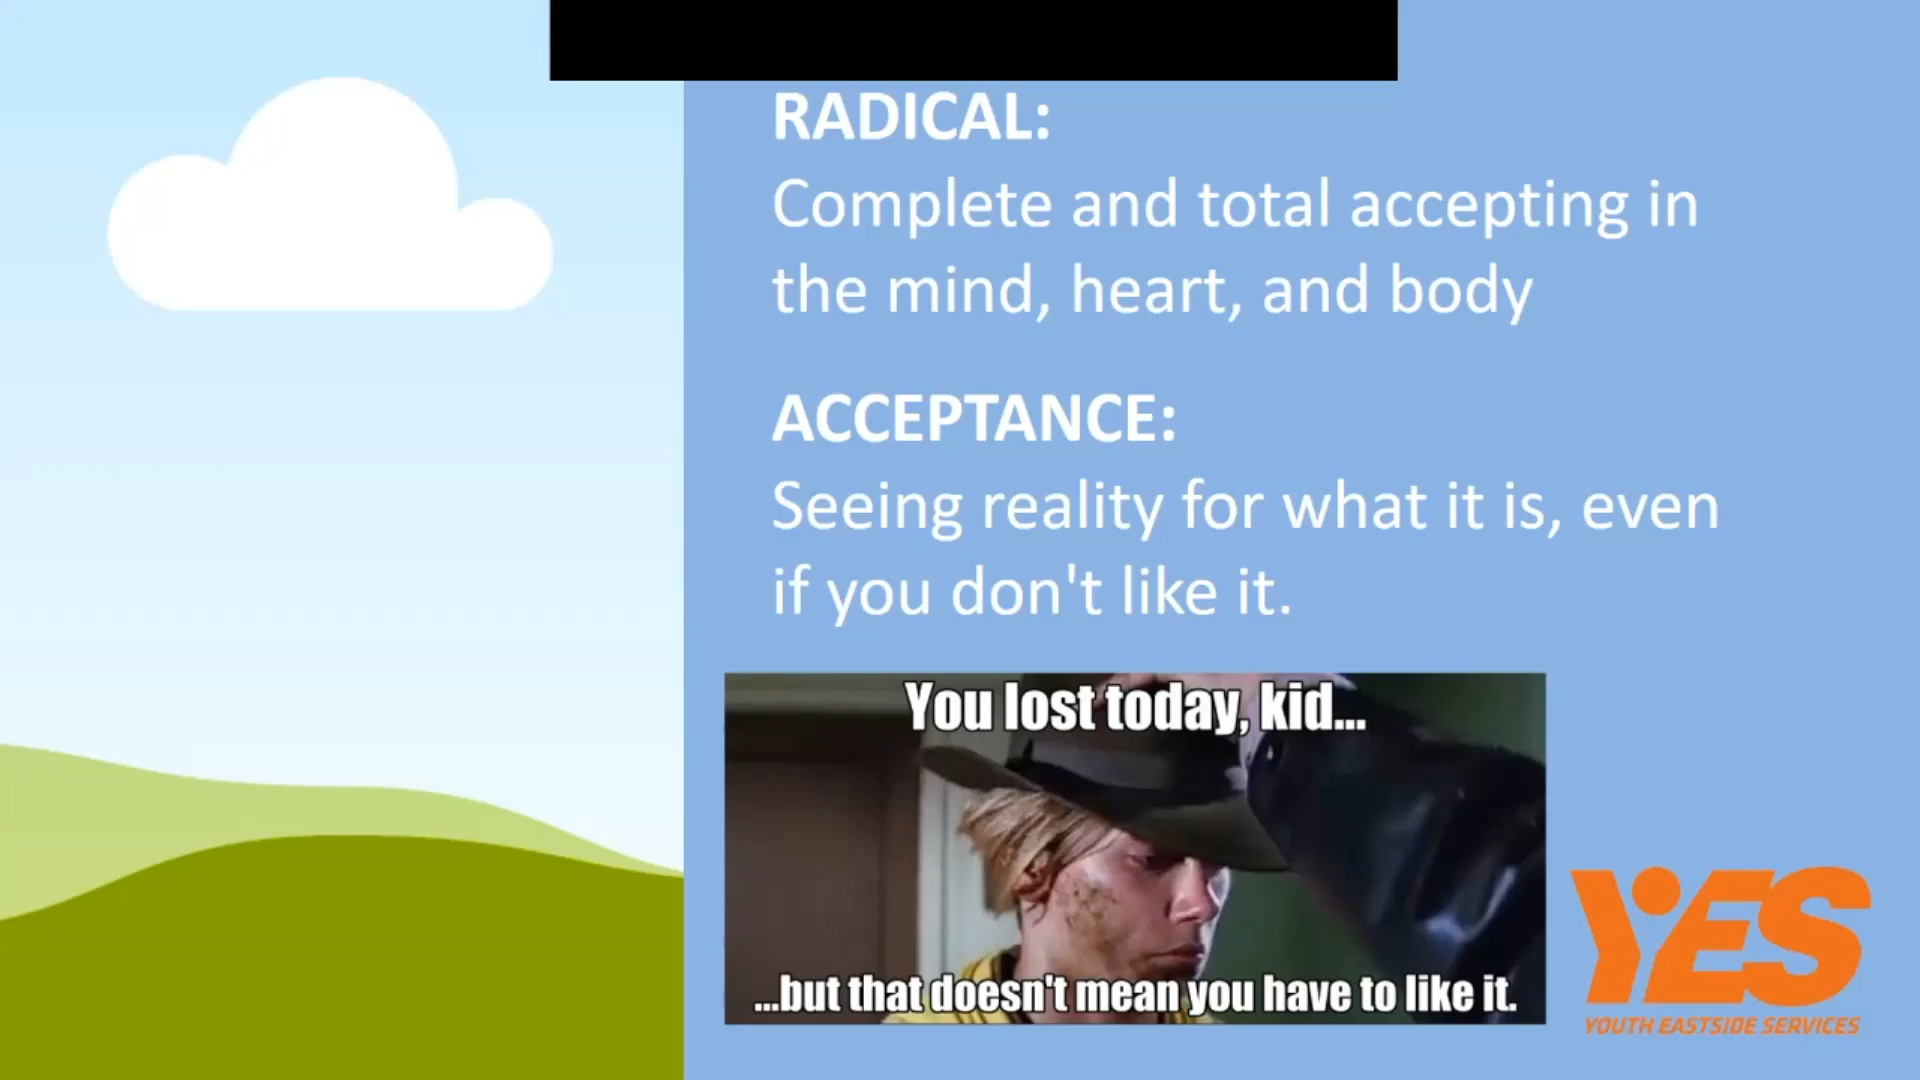 RADICAL:
Complete and total accepting in
the mind, heart, and body
ACCEPTANCE:
Seeing reality for what it is, even
if you don't like it.
You lost today, kid...
...but that doesn't mean you have to like it.
YES
YOUTH EASTSIDE SERVICES